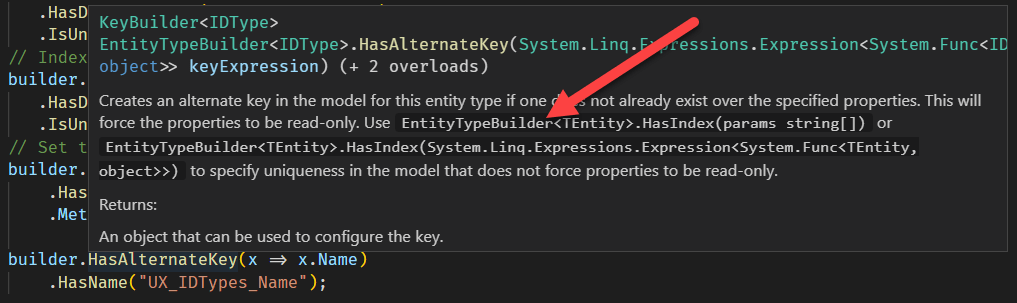 .HasD
KeyBuilder<IDType>
.IsUn
EntityTypeBuilder<IDType>.HasAlternateKey(System.Linq.Expressions.Expression<System.Func<ID
// Index
object>> keyExpression) (+ 2 overloads)
builder.
.HasD
Creates an alternate key in the model for this entity type if one does not already exist over the specified properties. This will
.IsUn
force the properties to be read-only. Use EntityTypeBuilder<TEntity>.HasIndex(params string[]) or
// Set t
EntityTypeBuilder<TEntity>.HasIndex(System.Linq.Expressions.Expression<System.Func<TEntity,
builder.
object>>) to specify uniqueness in the model that does not force properties to be read-only.
.Has
Returns:
.Met
An object that can be used to configure the key.
builder.HasAlternateKey(x => x.Name)
.HasName("UX_IDTypes_Name");